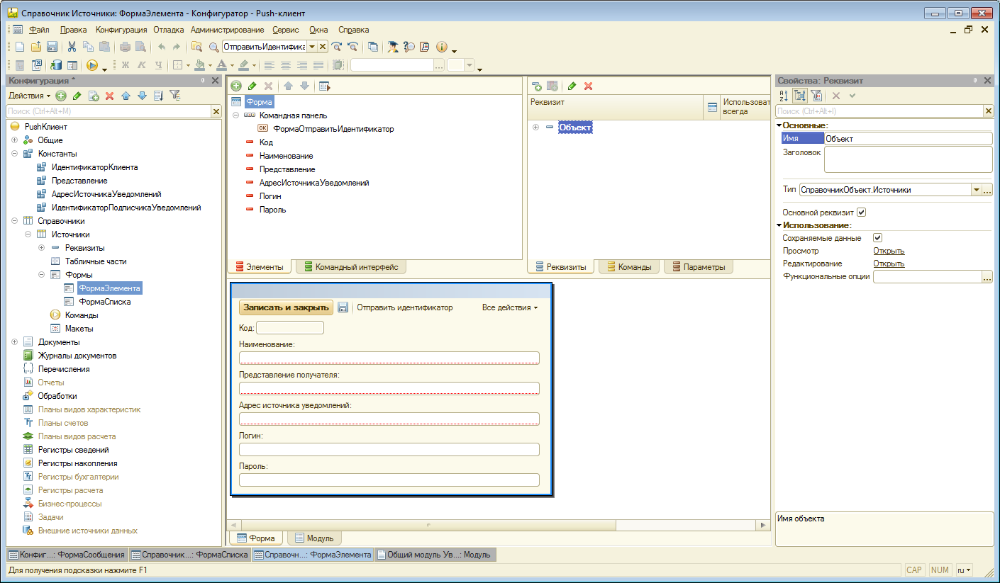 Справочник Источники: ФормаЭлемента - Конфигуратор - Push-клиент
Файл Правка Конфигурация Отладка Администрирование Сервис Окна Справка
ОтправитьИдентифика
Ж К Ч
Конфигурация *
Действия
Поиск (Ctrl+Alt+M)
PushКлиент
Общие
Константы
ИдентификаторКлиента
Представление
АдресИсточникаУведомлений
ИдентификаторПодписчикаУведомлений
Справочники
Источники
Реквизиты
Табличные части
Формы
ФормаЭлемента
ФормаСписка
Команды
Макеты
Документы
Журналы документов
Перечисления
Отчеты
Обработки
Планы видов характеристик
Планы счетов
Планы видов расчета
Регистры сведений
Регистры накопления
Регистры бухгалтерии
Регистры расчета
Бизнес-процессы
Задачи
Внешние источники данных
Форма
Командная панель
OK ФормаОтправитьИдентификатор
Код
Наименование
Представление
АдресИсточникаУведомлений
Логин
Пароль
Элементы Командный интерфейс
Реквизит Использоват
всегда
Объект
Реквизиты Команды Параметры
Записать и закрыть Отправить идентификатор Все действия
Код:
Наименование:
Представление получателя:
Адрес источника уведомлений:
Логин:
Пароль:
Форма Модуль
Свойства: Реквизит
Поиск (Ctrl+Alt+I)
Основные:
Имя Объект
Заголовок
Тип СправочникОбъект.Источники ...
Основной реквизит
Использование:
Сохраняемые данные
Просмотр Открыть
Редактирование Открыть
Функциональные опции ...
Имя объекта
Конфиг...: ФормаСообщения Справочник...: ФормаСписка Справочн...: ФормаЭлемента Общий модуль Ув...: Модуль
Для получения подсказки нажмите F1 CAP NUM ru